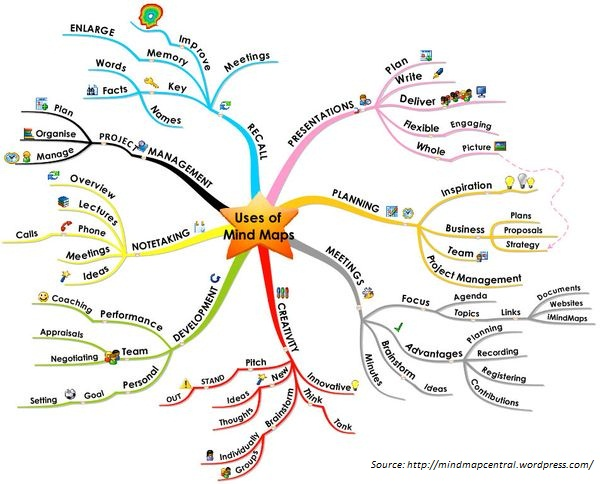 Uses of
Mind Maps
PRESENTATIONS
Plan
Write
Deliver
Flexible
Engaging
Whole
Picture
PLANNING
Inspiration
Business
Plans
Proposals
Strategy
Team
Project Management
MEETINGS
Focus
Agenda
Topics
Links
Documents
Websites
iMindMaps
Advantages
Planning
Recording
Registering
Contributions
Brainstorm
Ideas
Minutes
CREATIVITY
Innovative
Think
Tank
New
Ideas
Thoughts
Brainstorm
Individually
Groups
Pitch
STAND
OUT
DEVELOPMENT
Performance
Coaching
Team
Appraisals
Negotiating
Personal
Goal
Setting
NOTETAKING
Overview
Lectures
Phone
Calls
Meetings
Ideas
PROJECT MANAGEMENT
Plan
Organise
Manage
RECALL
Improve
Memory
ENLARGE
Meetings
Key
Words
Facts
Names
Source: http://mindmapcentral.wordpress.com/